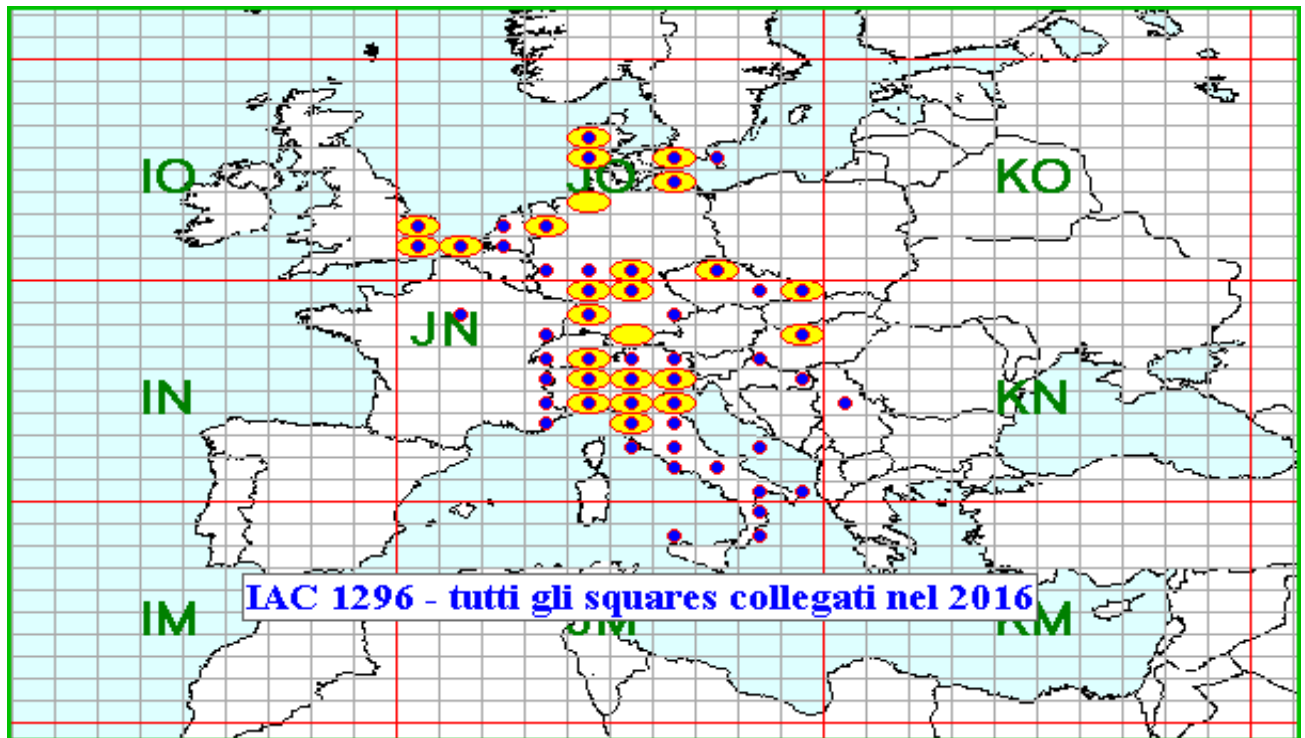 IO
JO
KO
JN
IN
KN
IAC 1296 - tutti gli squares collegati nel 2016
IM
JM
KM